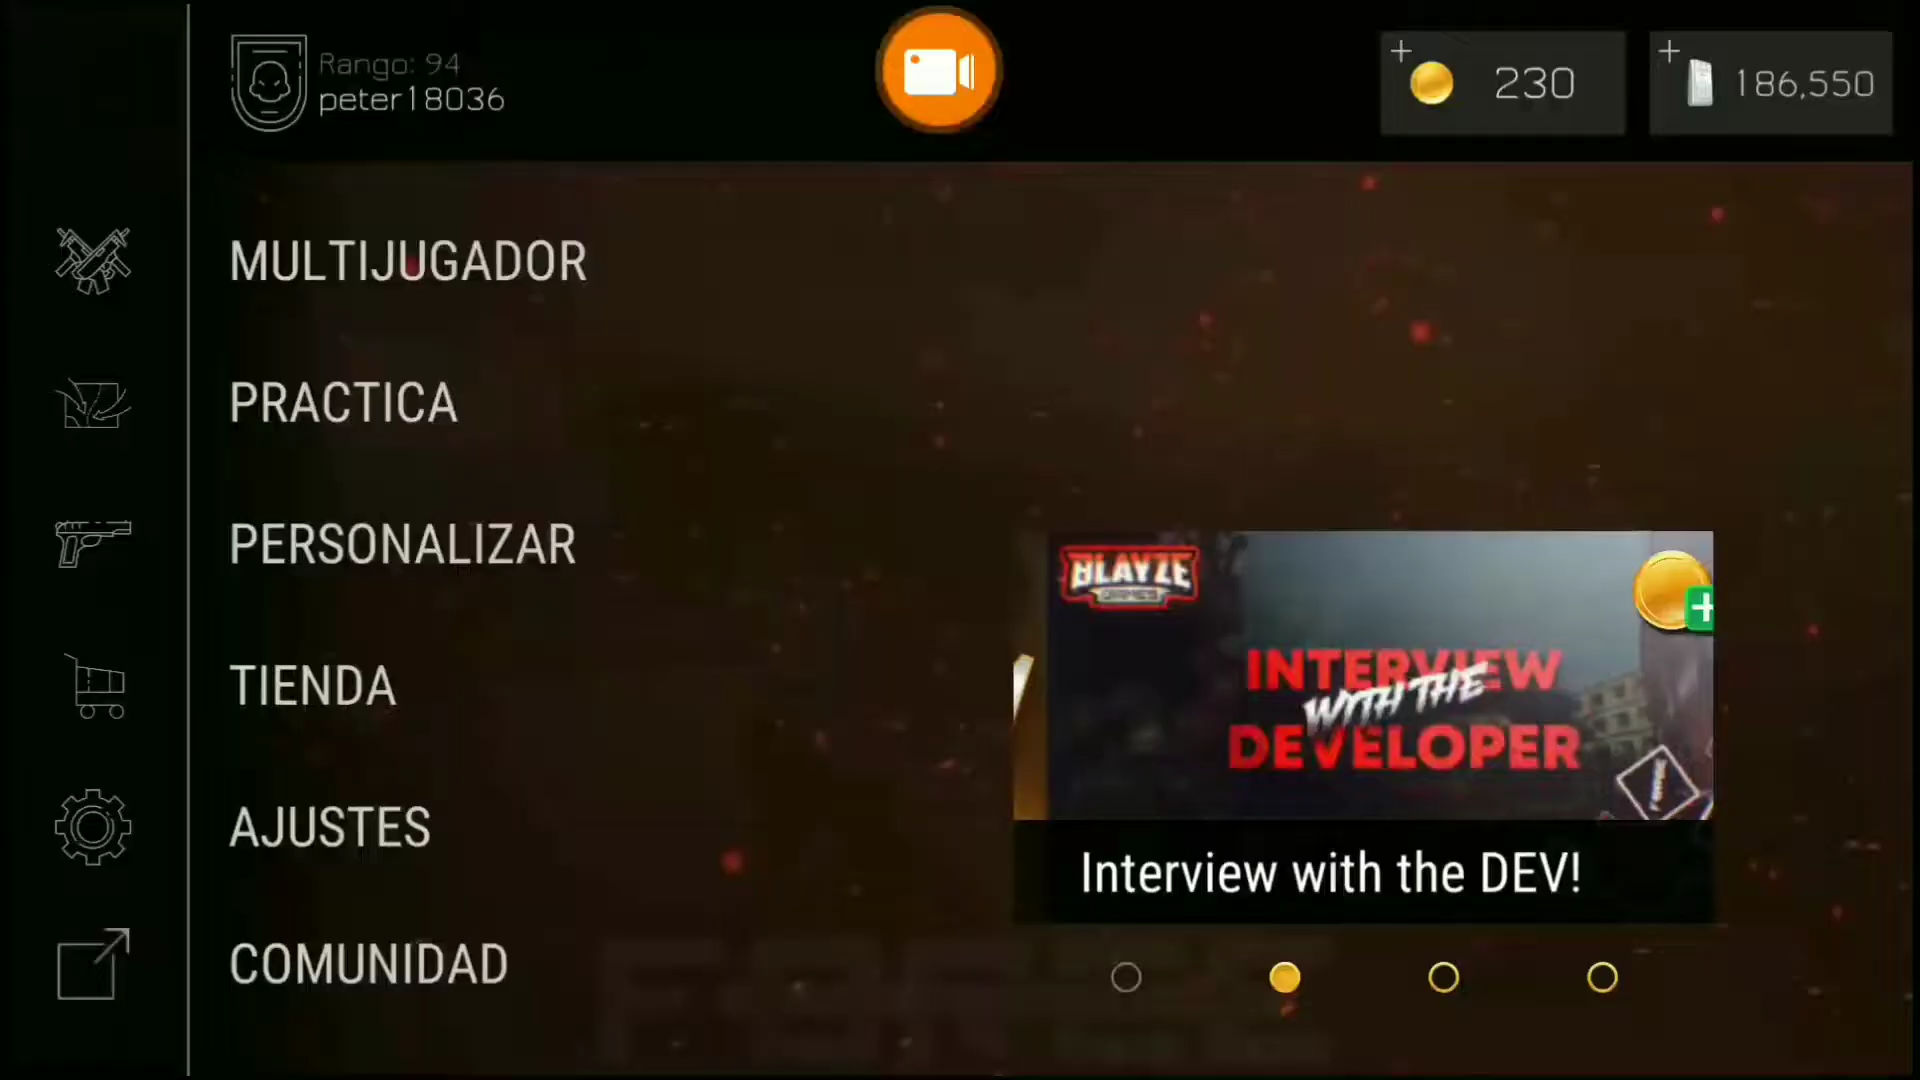 Rango: 94
peter18036
230
186,550
MULTIJUGADOR
PRACTICA
PERSONALIZAR
TIENDA
AJUSTES
COMUNIDAD
BLAYZE
GAMES
INTERVIEW
WITH THE
DEVELOPER
Interview with the DEV!